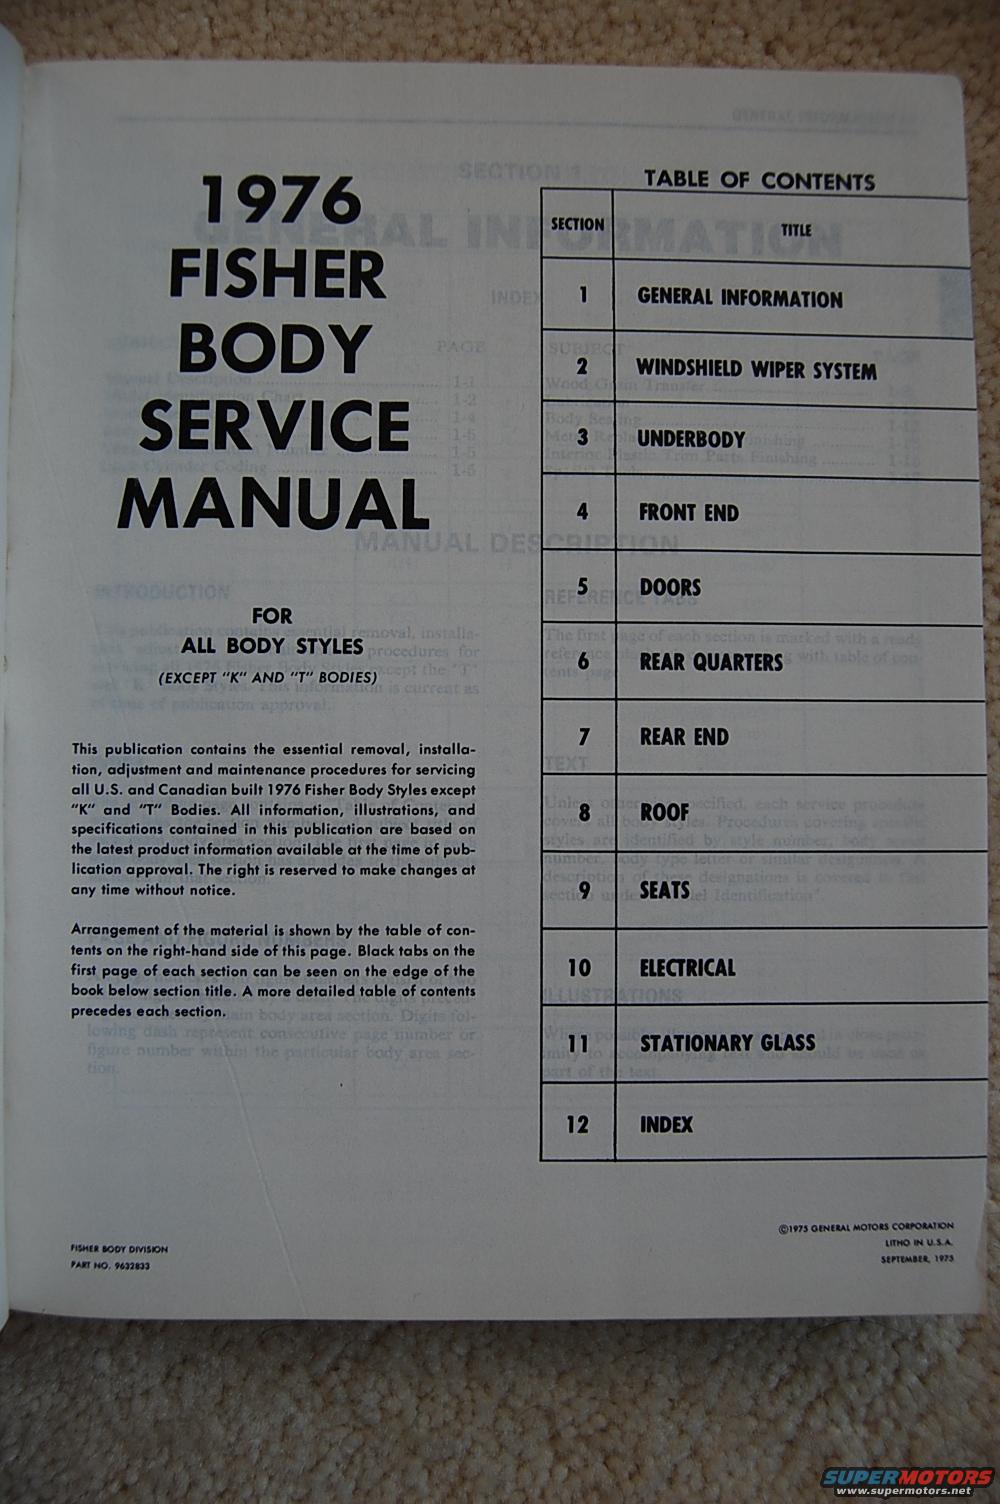 1976
FISHER
BODY
SERVICE
MANUAL
FOR
ALL BODY STYLES
(EXCEPT "K" AND "T" BODIES)
This publication contains the essential removal, installa-
tion, adjustment and maintenance procedures for servicing
all U.S. and Canadian built 1976 Fisher Body Styles except
"K" and "T" Bodies. All information, illustrations, and
specifications contained in this publication are based on
the latest product information available at the time of pub-
lication approval. The right is reserved to make changes at
any time without notice.
Arrangement of the material is shown by the table of con-
tents on the right-hand side of this page. Black tabs on the
first page of each section can be seen on the edge of the
book below section title. A more detailed table of contents
precedes each section.
FISHER BODY DIVISION
PART NO. 9632833
TABLE OF CONTENTS
SECTION TITLE
1 GENERAL INFORMATION
2 WINDSHIELD WIPER SYSTEM
3 UNDERBODY
4 FRONT END
5 DOORS
6 REAR QUARTERS
7 REAR END
8 ROOF
9 SEATS
10 ELECTRICAL
11 STATIONARY GLASS
12 INDEX
©1975 GENERAL MOTORS CORPORATION
LITHO IN U.S.A.
SEPTEMBER, 1975
SUPERMOTORS
www.supermotors.net